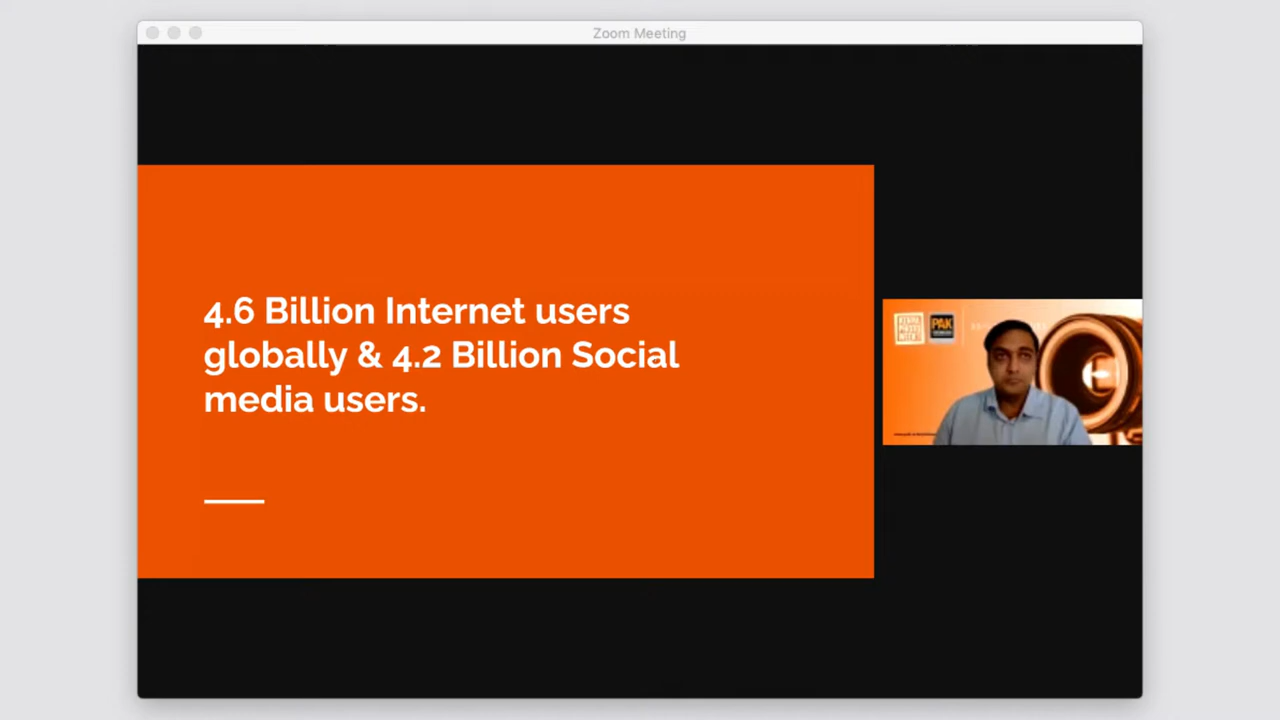 Zoom Meeting
4.6 Billion Internet users
globally & 4.2 Billion Social
media users.
PAK